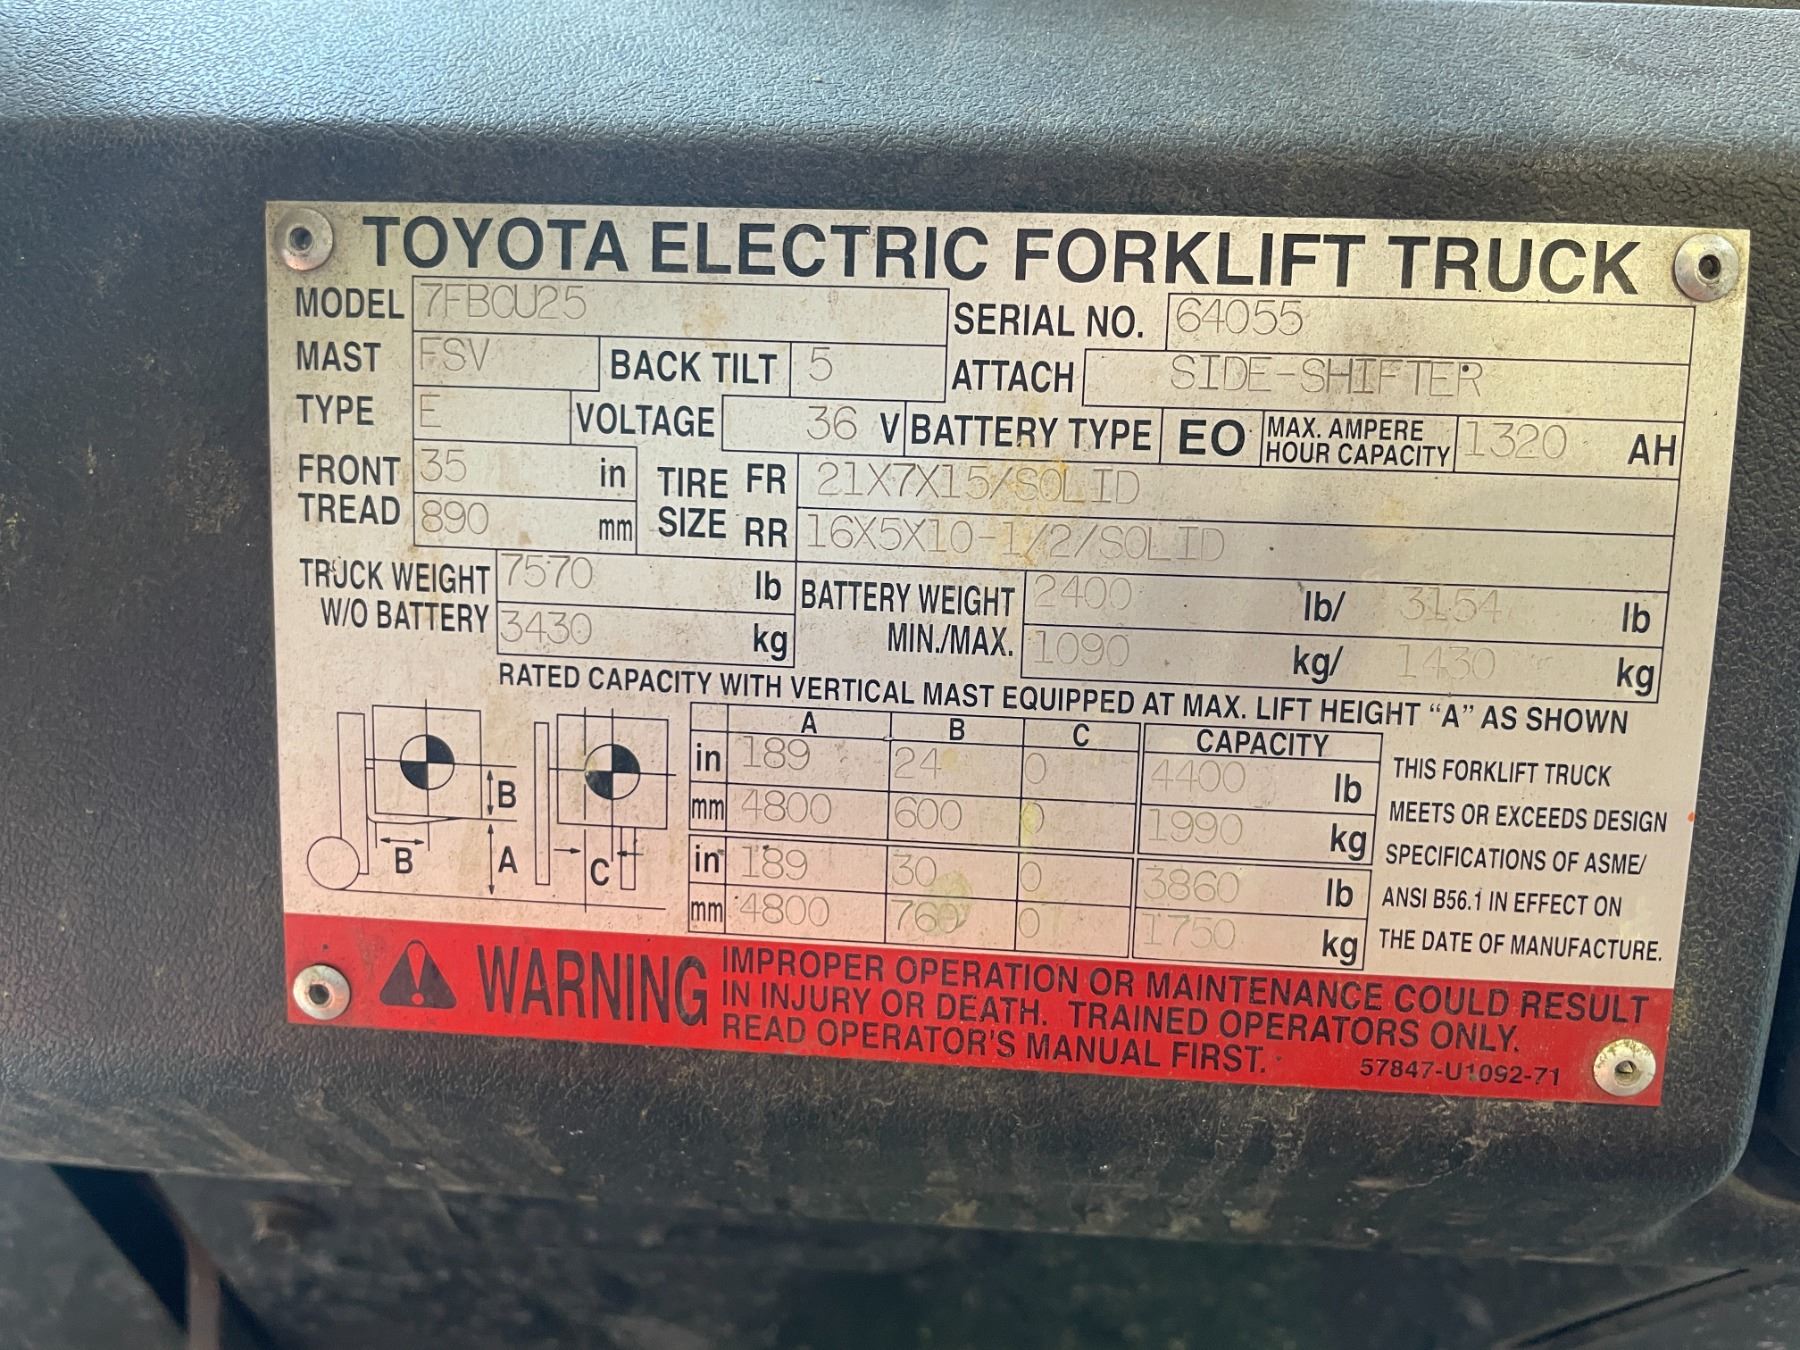 TOYOTA ELECTRIC FORKLIFT TRUCK
MODEL 7FBCU25 SERIAL NO. 64055
MAST FSV BACK TILT 5 ATTACH SIDE-SHIFTER
TYPE E VOLTAGE 36 V BATTERY TYPE EO MAX. AMPERE HOUR CAPACITY 1320 AH
FRONT TREAD 35 in TIRE SIZE FR 21X7X15/SOLID
890 mm RR 16X5X10-1/2/SOLID
TRUCK WEIGHT W/O BATTERY 7570 lb BATTERY WEIGHT MIN./MAX. 2400 lb/ 3154 lb
3430 kg 1090 kg/ 1430 kg
RATED CAPACITY WITH VERTICAL MAST EQUIPPED AT MAX. LIFT HEIGHT “A” AS SHOWN
A B C CAPACITY
in 189 24 0 4400 lb
mm 4800 600 0 1990 kg
in 189 30 0 3860 lb
mm 4800 760 0 1750 kg
B
B A C
THIS FORKLIFT TRUCK
MEETS OR EXCEEDS DESIGN
SPECIFICATIONS OF ASME/
ANSI B56.1 IN EFFECT ON
THE DATE OF MANUFACTURE.
WARNING
IMPROPER OPERATION OR MAINTENANCE COULD RESULT
IN INJURY OR DEATH. TRAINED OPERATORS ONLY.
READ OPERATOR'S MANUAL FIRST.
57847-U1092-71